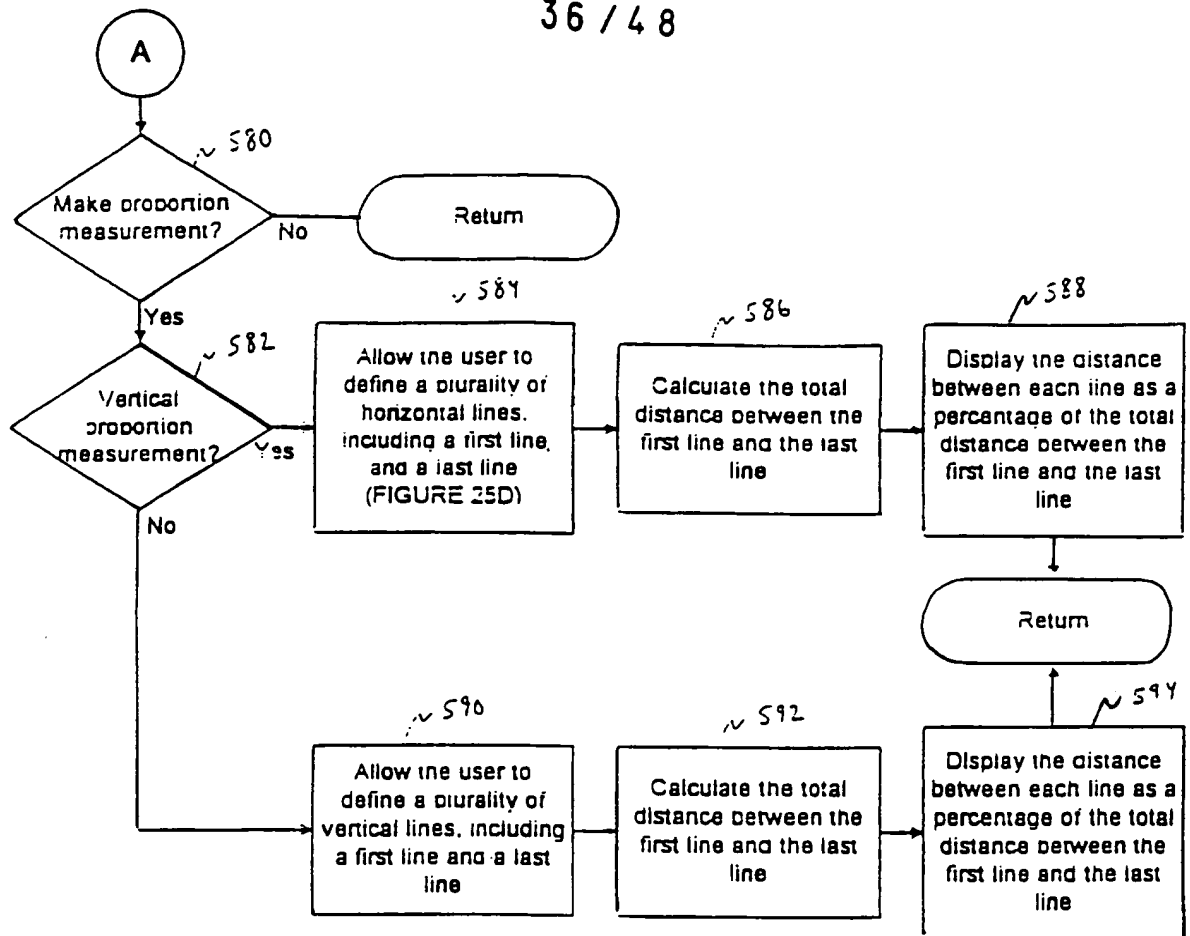 36 / 48
A
580
Make proportion
measurement?
No
Return
Yes
582
Vertical
proportion
measurement?
Yes
No
584
Allow the user to
define a plurality of
horizontal lines,
including a first line,
and a last line
(FIGURE 25D)
586
Calculate the total
distance between the
first line and the last
line
588
Display the distance
between each line as a
percentage of the total
distance between the
first line and the last
line
Return
590
Allow the user to
define a plurality of
vertical lines, including
a first line and a last
line
592
Calculate the total
distance between the
first line and the last
line
594
Display the distance
between each line as a
percentage of the total
distance between the
first line and the last
line